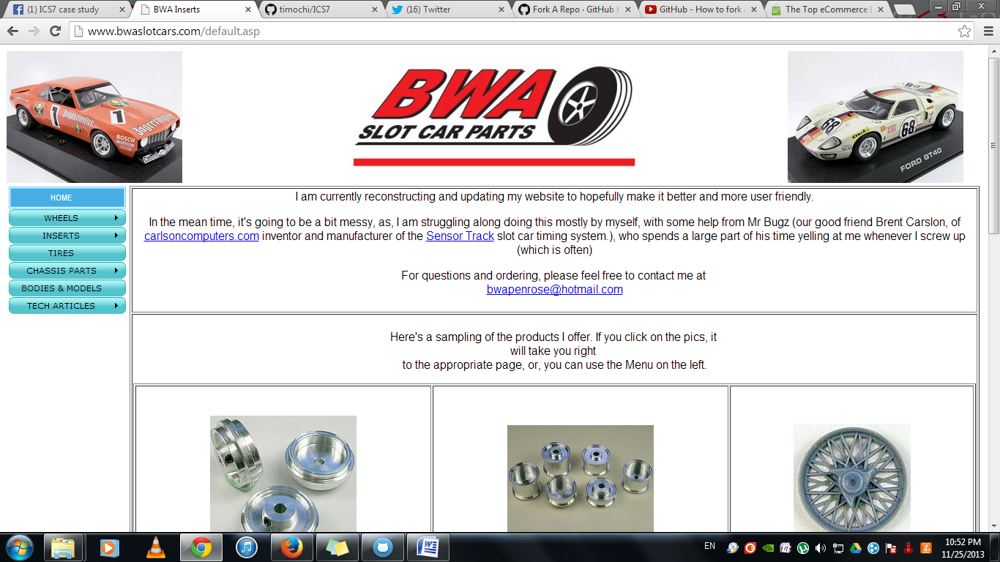 (1) ICS7 case study
BWA Inserts
timochi/ICS7
(16) Twitter
Fork A Repo · GitHub H
GitHub - How to fork a
The Top eCommerce D
www.bwaslotcars.com/default.asp
1
1
Jägermeister
Jägermeister
BOSCH
BILSTEIN
Castrol
BWA
SLOT CAR PARTS
68
68
68
CIBIE
FORD GT40
HOME
WHEELS
INSERTS
TIRES
CHASSIS PARTS
BODIES & MODELS
TECH ARTICLES
I am currently reconstructing and updating my website to hopefully make it better and more user friendly.
In the mean time, it's going to be a bit messy, as, I am struggling along doing this mostly by myself, with some help from Mr Bugz (our good friend Brent Carslon, of
carlsoncomputers.com inventor and manufacturer of the Sensor Track slot car timing system.), who spends a large part of his time yelling at me whenever I screw up
(which is often)
For questions and ordering, please feel free to contact me at
bwapenrose@hotmail.com
Here's a sampling of the products I offer. If you click on the pics, it
will take you right
to the appropriate page, or, you can use the Menu on the left.
EN
10:52 PM
11/25/2013